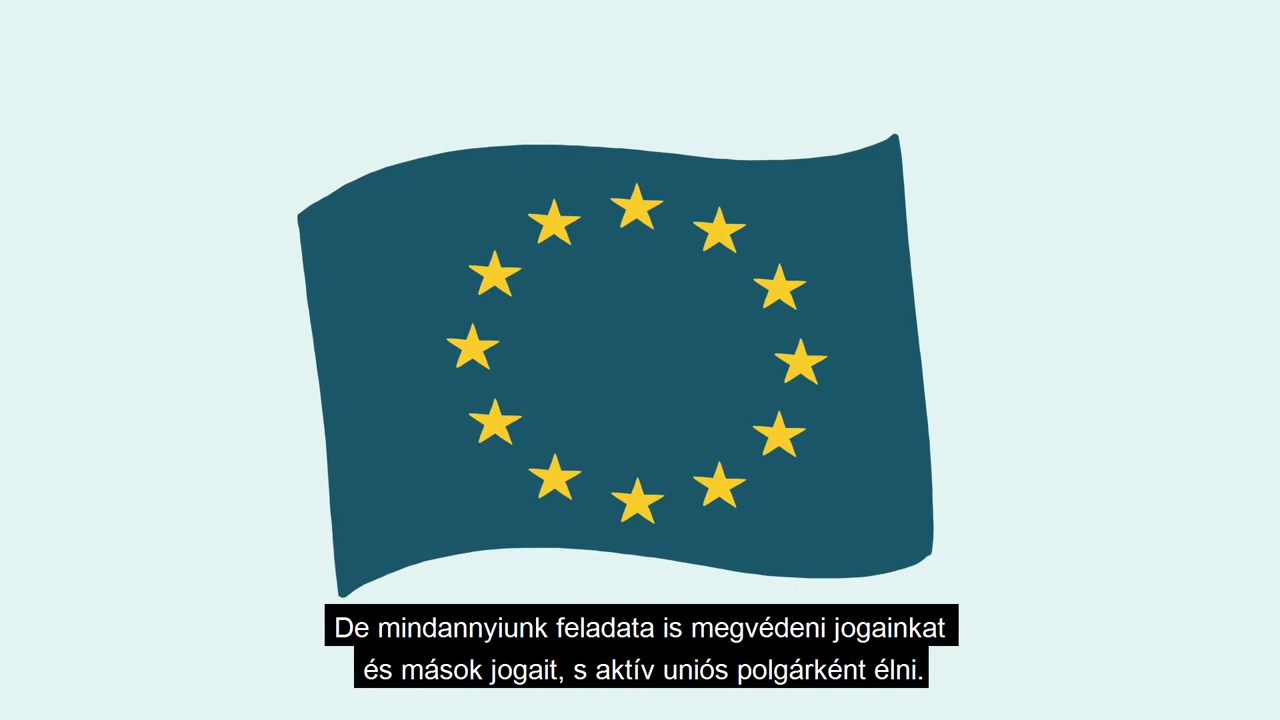 De mindannyiunk feladata is megvédeni jogainkat
és mások jogait, s aktív uniós polgárként élni.